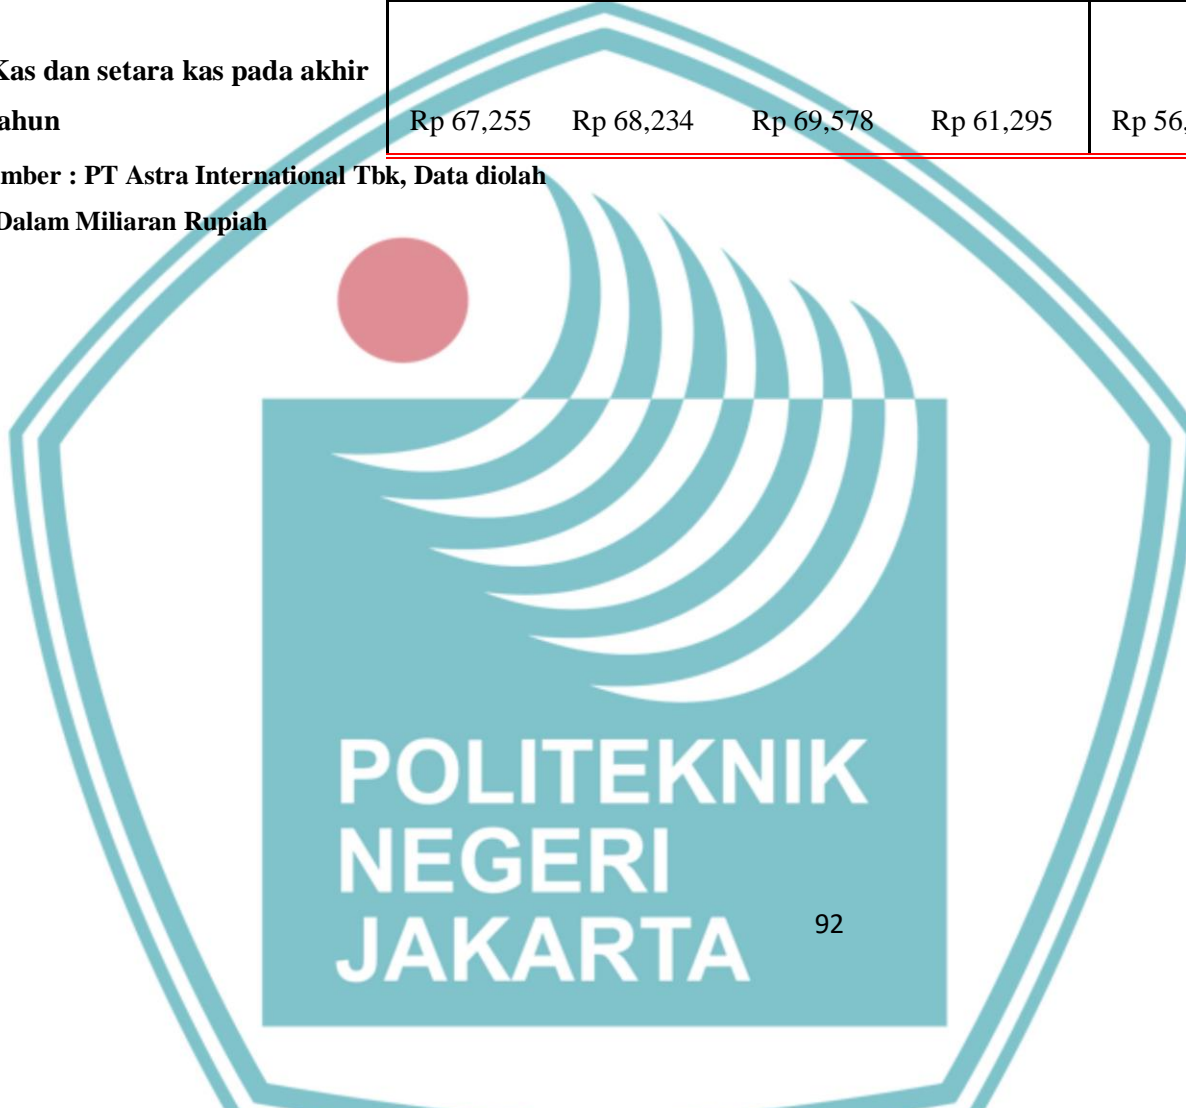 Kas dan setara kas pada akhir
ahun Rp 67,255 Rp 68,234 Rp 69,578 Rp 61,295 Rp 56,
mber : PT Astra International Tbk, Data diolah
Dalam Miliaran Rupiah
POLITEKNIK
NEGERI
JAKARTA
92